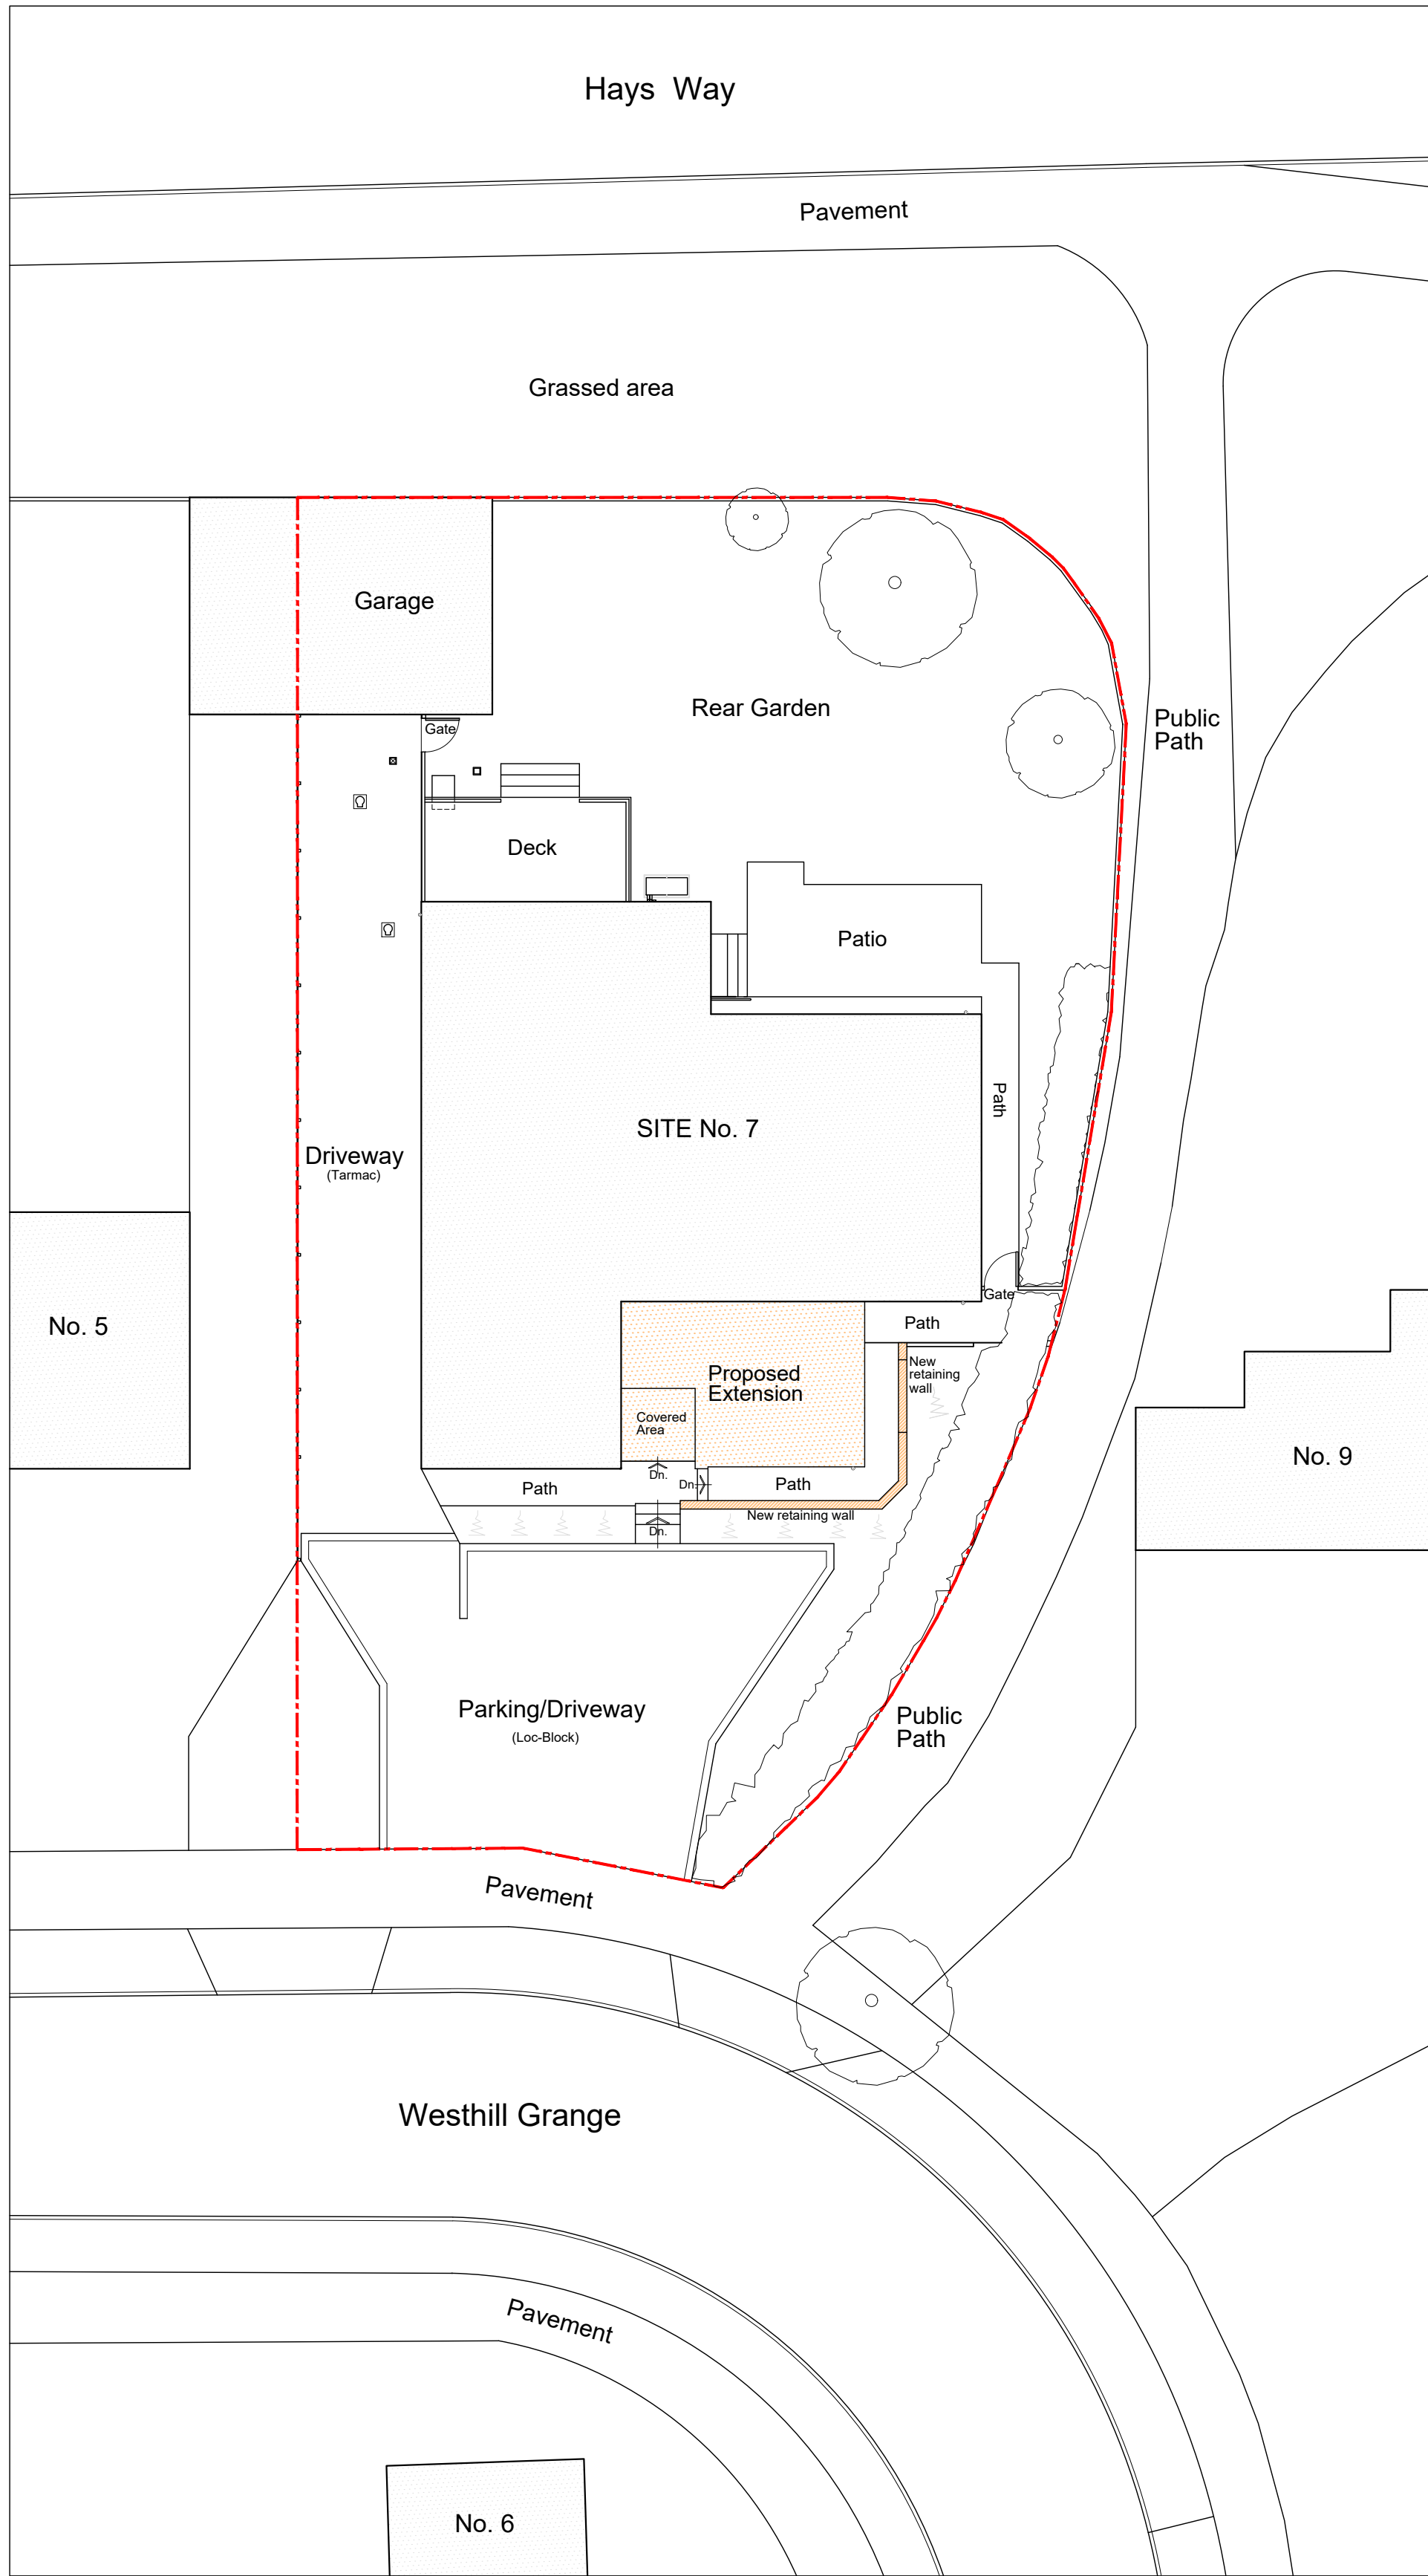 Hays Way
Pavement
Grassed area
Garage
Rear Garden
Gate
Public
Path
Deck
Patio
Path
SITE No. 7
Driveway
(Tarmac)
Gate
No. 5
Path
New
retaining
wall
Proposed
Extension
Covered
Area
No. 9
Dn.
Dn.
Path
Path
New retaining wall
Dn.
Parking/Driveway
(Loc-Block)
Public
Path
Pavement
Westhill Grange
Pavement
No. 6